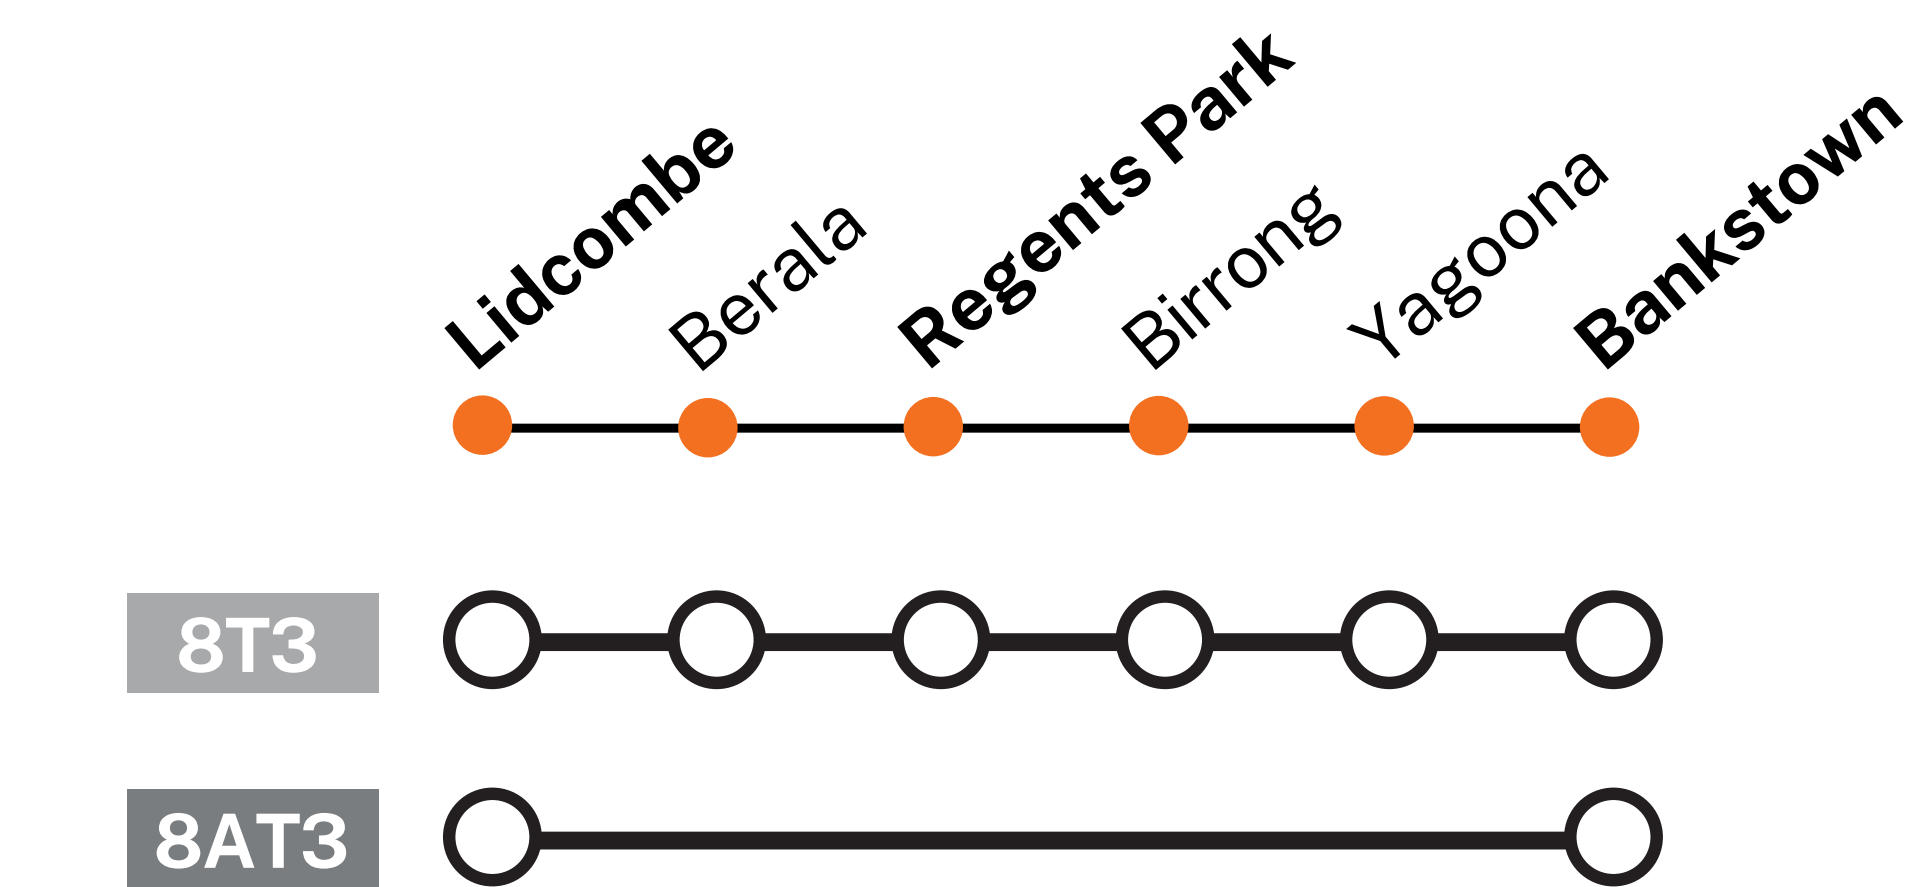 Lidcombe
Berala
Regents Park
Birrong
Yagoona
Bankstown
8T3
8AT3